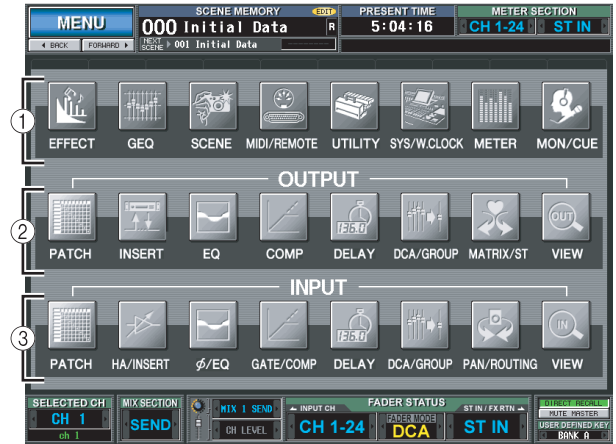 MENU
BACK FORWARD
SCENE MEMORY EDIT
000 Initial Data R
NEXT SCENE 001 Initial Data
PRESENT TIME
5:04:16
METER SECTION
CH 1-24 ST IN
1
EFFECT GEQ SCENE MIDI/REMOTE UTILITY SYS/W.CLOCK METER MON/CUE
OUTPUT
2
136.0 OUT
PATCH INSERT EQ COMP DELAY DCA/GROUP MATRIX/ST VIEW
INPUT
3
136.0 IN
PATCH HA/INSERT ϕ/EQ GATE/COMP DELAY DCA/GROUP PAN/ROUTING VIEW
SELECTED CH
CH 1
ch 1
MIX SECTION
SEND
MIX 1 SEND
CH LEVEL
FADER STATUS
INPUT CH
CH 1-24
FADER MODE
DCA
ST IN / FX RTN
ST IN
DIRECT RECALL
MUTE MASTER
USER DEFINED KEY
BANK A